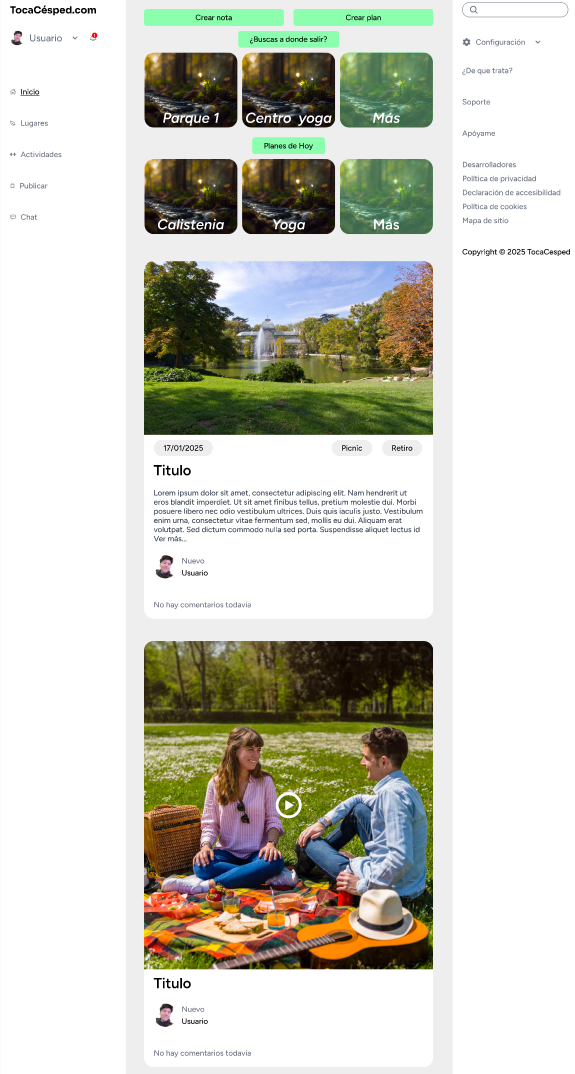 TocaCésped.com
Usuario
Inicio
Lugares
Actividades
Publicar
Chat
Crear nota
Crear plan
¿Buscas a donde salir?
Parque 1
Centro yoga
Más
Planes de Hoy
Calistenia
Yoga
Más
17/01/2025
Picnic
Retiro
Titulo
Lorem ipsum dolor sit amet, consectetur adipiscing elit. Nam hendrerit ut
eros blandit imperdiet. Ut sit amet finibus tellus, pretium molestie dui. Morbi
posuere libero nec odio vestibulum ultrices. Duis quis iaculis justo. Vestibulum
enim urna, consectetur vitae fermentum sed, mollis eu dui. Aliquam erat
volutpat. Sed dictum commodo nulla sed porta. Suspendisse aliquet lectus id
Ver más...
Nuevo
Usuario
No hay comentarios todavia
Titulo
Nuevo
Usuario
No hay comentarios todavia
Configuración
¿De que trata?
Soporte
Apóyame
Desarrolladores
Política de privacidad
Declaración de accesibilidad
Política de cookies
Mapa de sitio
Copyright © 2025 TocaCesped